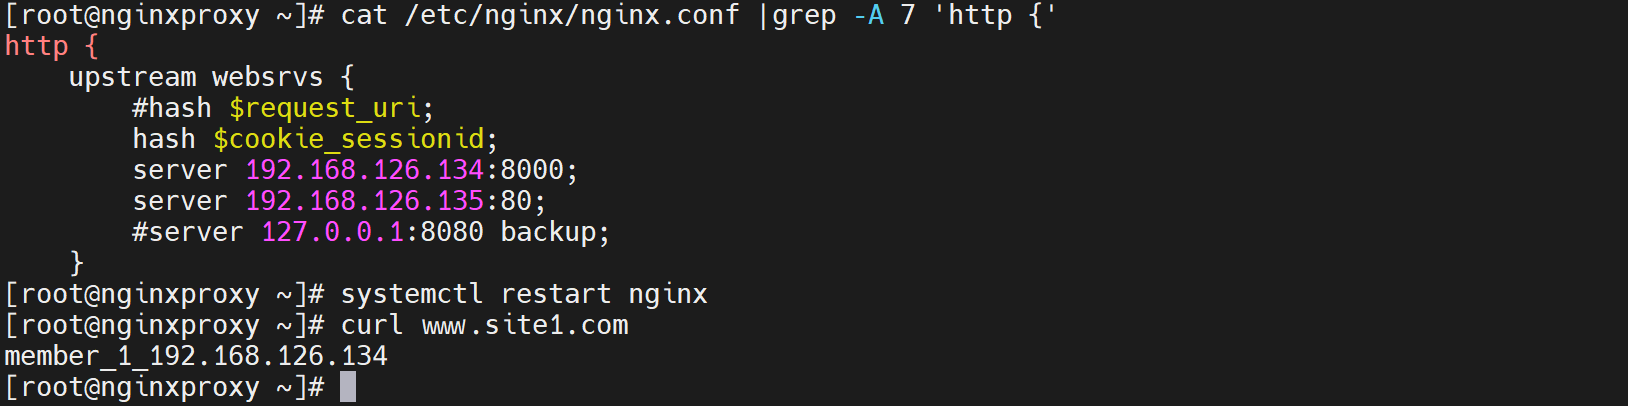 [root@nginxproxy ~]# cat /etc/nginx/nginx.conf |grep -A 7 'http {'
http {
    upstream websrvs {
        #hash $request_uri;
        hash $cookie_sessionid;
        server 192.168.126.134:8000;
        server 192.168.126.135:80;
        #server 127.0.0.1:8080 backup;
    }
[root@nginxproxy ~]# systemctl restart nginx
[root@nginxproxy ~]# curl www.site1.com
member_1_192.168.126.134
[root@nginxproxy ~]#